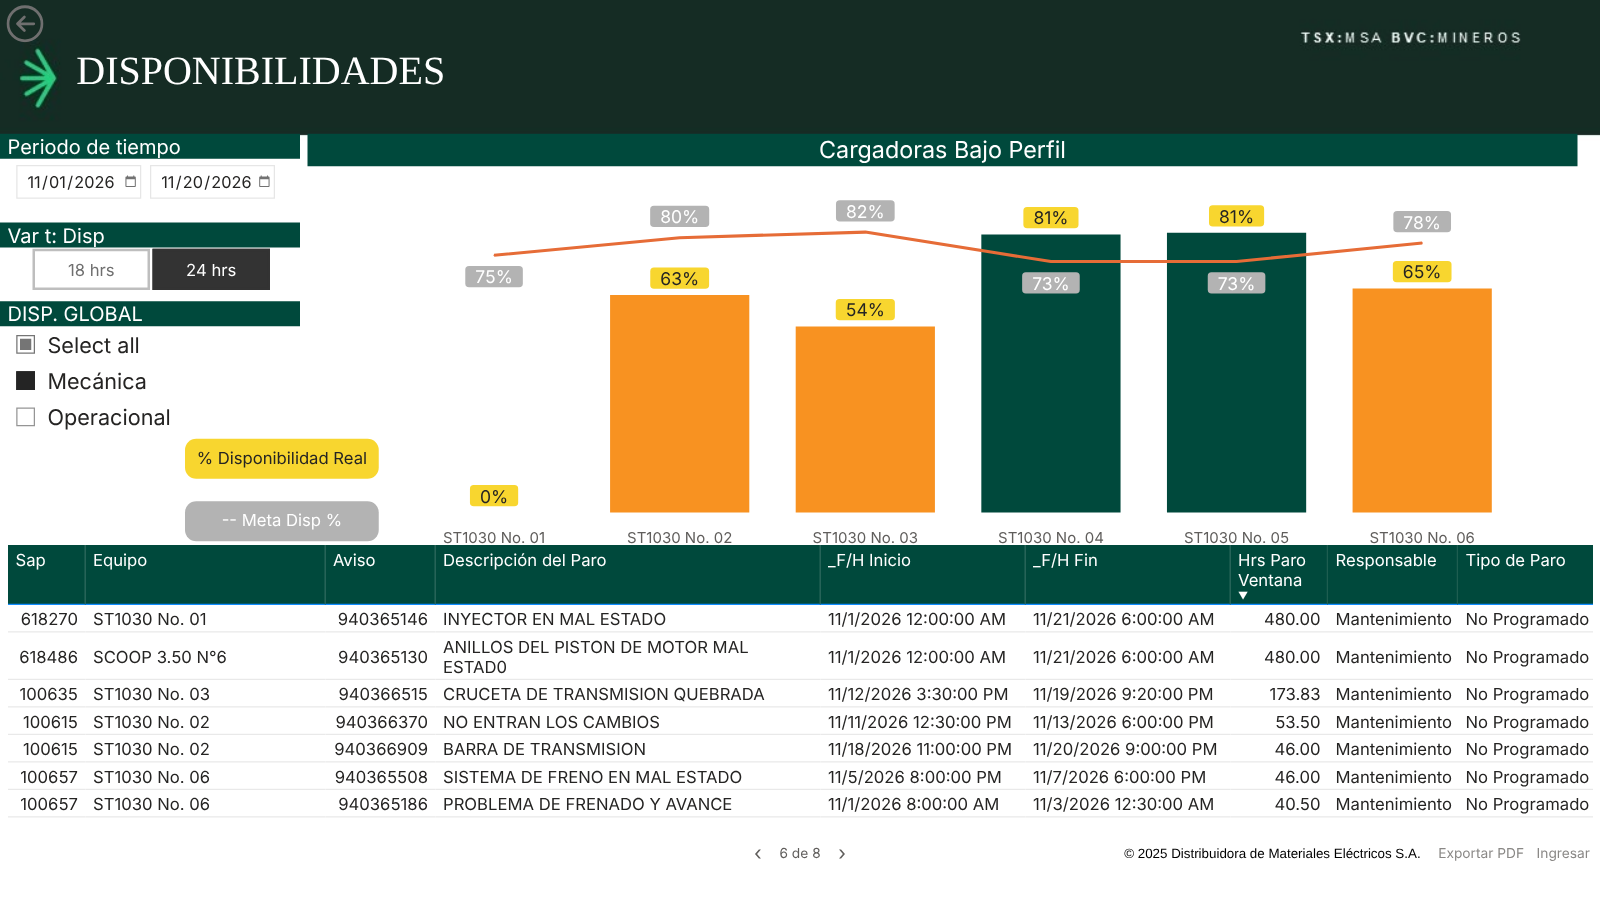 TSX:MSA BVC:MINEROS
DISPONIBILIDADES
Periodo de tiempo
11/01/2026 11/20/2026
Var t: Disp
18 hrs 24 hrs
DISP. GLOBAL
Select all
Mecánica
Operacional
% Disponibilidad Real
-- Meta Disp %
Cargadoras Bajo Perfil
75% 80% 82% 73% 73% 78%
0% 63% 54% 81% 81% 65%
ST1030 No. 01 ST1030 No. 02 ST1030 No. 03 ST1030 No. 04 ST1030 No. 05 ST1030 No. 06
Sap Equipo Aviso Descripción del Paro _F/H Inicio _F/H Fin Hrs Paro Ventana Responsable Tipo de Paro
618270 ST1030 No. 01 940365146 INYECTOR EN MAL ESTADO 11/1/2026 12:00:00 AM 11/21/2026 6:00:00 AM 480.00 Mantenimiento No Programado
618486 SCOOP 3.50 N°6 940365130 ANILLOS DEL PISTON DE MOTOR MAL ESTAD0 11/1/2026 12:00:00 AM 11/21/2026 6:00:00 AM 480.00 Mantenimiento No Programado
100635 ST1030 No. 03 940366515 CRUCETA DE TRANSMISION QUEBRADA 11/12/2026 3:30:00 PM 11/19/2026 9:20:00 PM 173.83 Mantenimiento No Programado
100615 ST1030 No. 02 940366370 NO ENTRAN LOS CAMBIOS 11/11/2026 12:30:00 PM 11/13/2026 6:00:00 PM 53.50 Mantenimiento No Programado
100615 ST1030 No. 02 940366909 BARRA DE TRANSMISION 11/18/2026 11:00:00 PM 11/20/2026 9:00:00 PM 46.00 Mantenimiento No Programado
100657 ST1030 No. 06 940365508 SISTEMA DE FRENO EN MAL ESTADO 11/5/2026 8:00:00 PM 11/7/2026 6:00:00 PM 46.00 Mantenimiento No Programado
100657 ST1030 No. 06 940365186 PROBLEMA DE FRENADO Y AVANCE 11/1/2026 8:00:00 AM 11/3/2026 12:30:00 AM 40.50 Mantenimiento No Programado
‹ 6 de 8 ›
© 2025 Distribuidora de Materiales Eléctricos S.A. Exportar PDF Ingresar